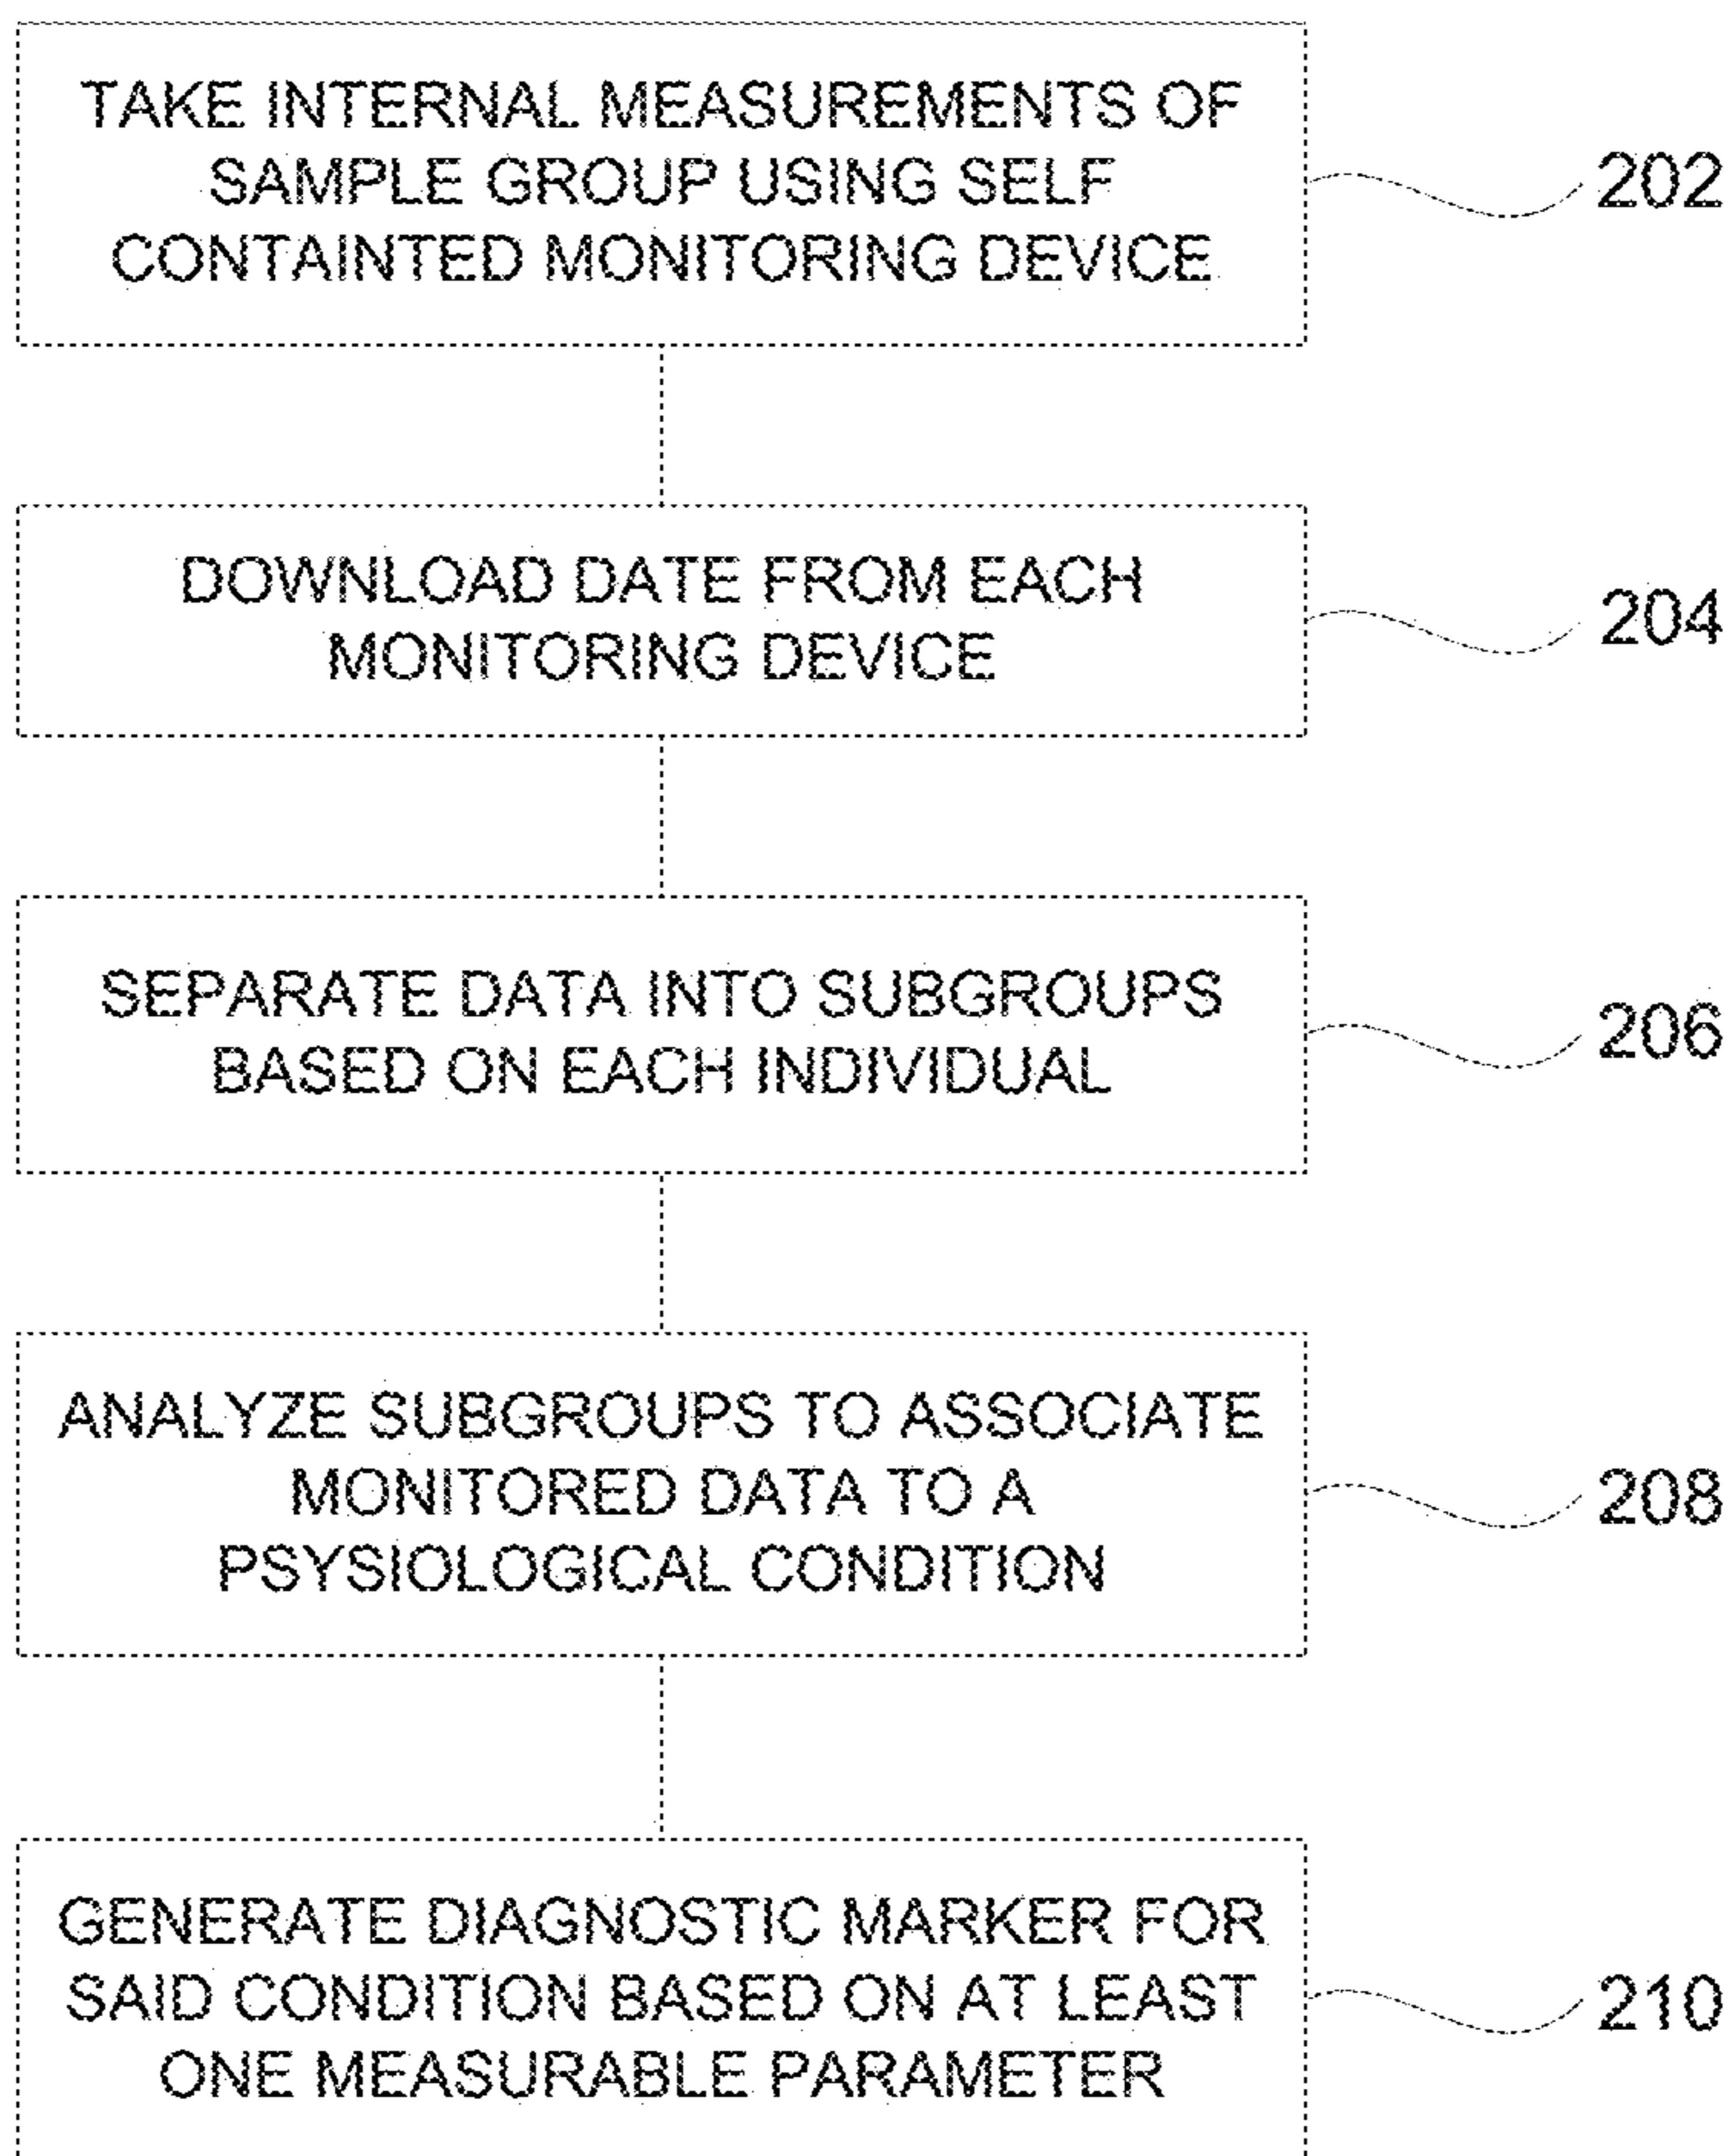 TAKE INTERNAL MEASUREMENTS OF
SAMPLE GROUP USING SELF
CONTAINTED MONITORING DEVICE
202
DOWNLOAD DATE FROM EACH
MONITORING DEVICE
204
SEPARATE DATA INTO SUBGROUPS
BASED ON EACH INDIVIDUAL
206
ANALYZE SUBGROUPS TO ASSOCIATE
MONITORED DATA TO A
PSYSIOLOGICAL CONDITION
208
GENERATE DIAGNOSTIC MARKER FOR
SAID CONDITION BASED ON AT LEAST
ONE MEASURABLE PARAMETER
210